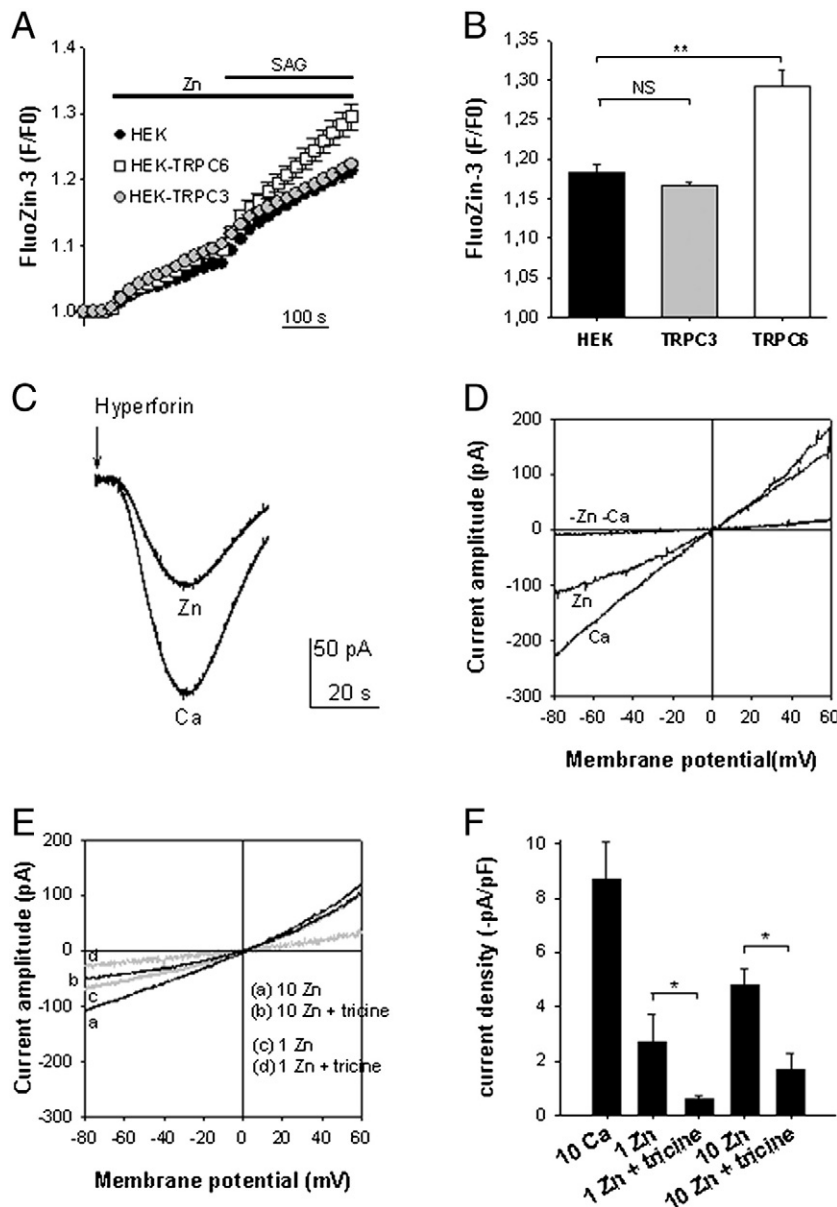 A
FluoZin-3 (F/F0)
1.4
1.3
1.2
1.1
1.0
SAG
Zn
HEK
HEK-TRPC6
HEK-TRPC3
100 s
B
FluoZin-3 (F/F0)
1,35
1,30
1,25
1,20
1,15
1,10
1,05
1,00
**
NS
HEK TRPC3 TRPC6
C
Hyperforin
Zn
Ca
50 pA
20 s
D
Current amplitude (pA)
200
100
0
-100
-200
-300
-Zn -Ca
Zn
Ca
-80 -60 -40 -20 0 20 40 60
Membrane potential(mV)
E
Current amplitude (pA)
200
100
0
-100
-200
-300
d
b
c
a
(a) 10 Zn
(b) 10 Zn + tricine
(c) 1 Zn
(d) 1 Zn + tricine
-80 -60 -40 -20 0 20 40 60
Membrane potential (mV)
F
current density (-pA/pF)
10
8
6
4
2
0
*
*
10 Ca
1 Zn
1 Zn + tricine
10 Zn
10 Zn + tricine